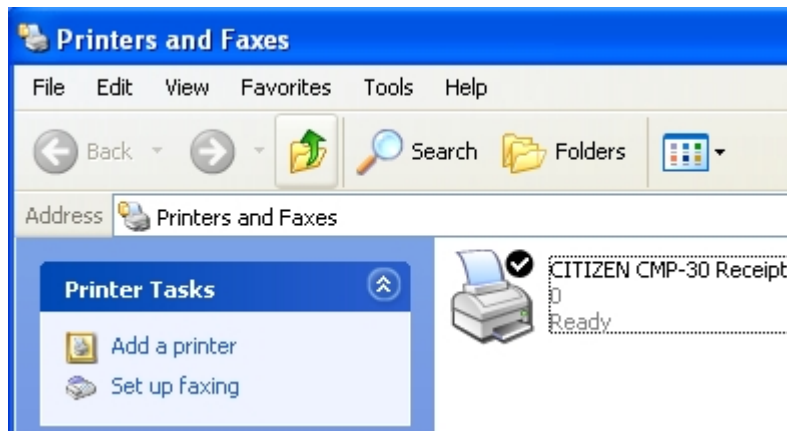 Printers and Faxes
File Edit View Favorites Tools Help
Back Search Folders
Address Printers and Faxes
Printer Tasks
Add a printer
Set up faxing
CITIZEN CMP-30 Receipt
0
Ready